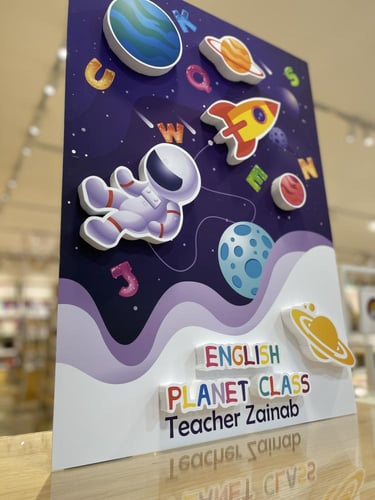 K
Q
S
W
N
J
ENGLISH
PLANET CLASS
Teacher Zainab